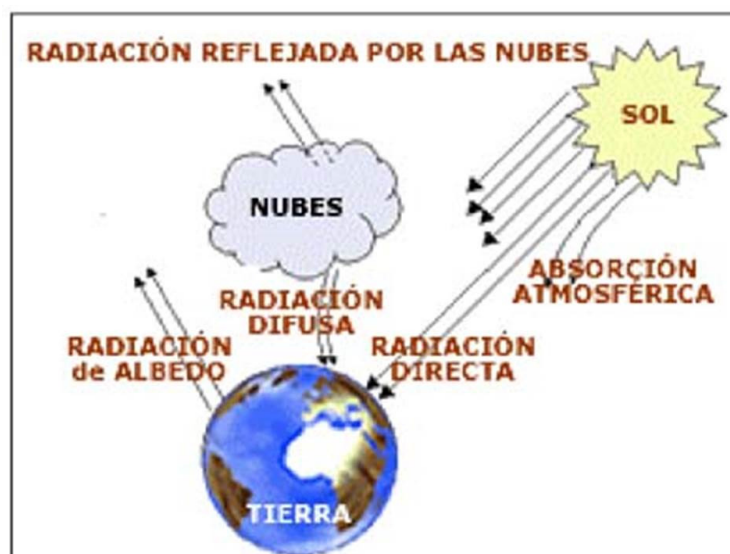 RADIACIÓN REFLEJADA POR LAS NUBES
SOL
NUBES
ABSORCIÓN
ATMOSFÉRICA
RADIACIÓN
DIFUSA
RADIACIÓN
de ALBEDO
RADIACIÓN
DIRECTA
TIERRA